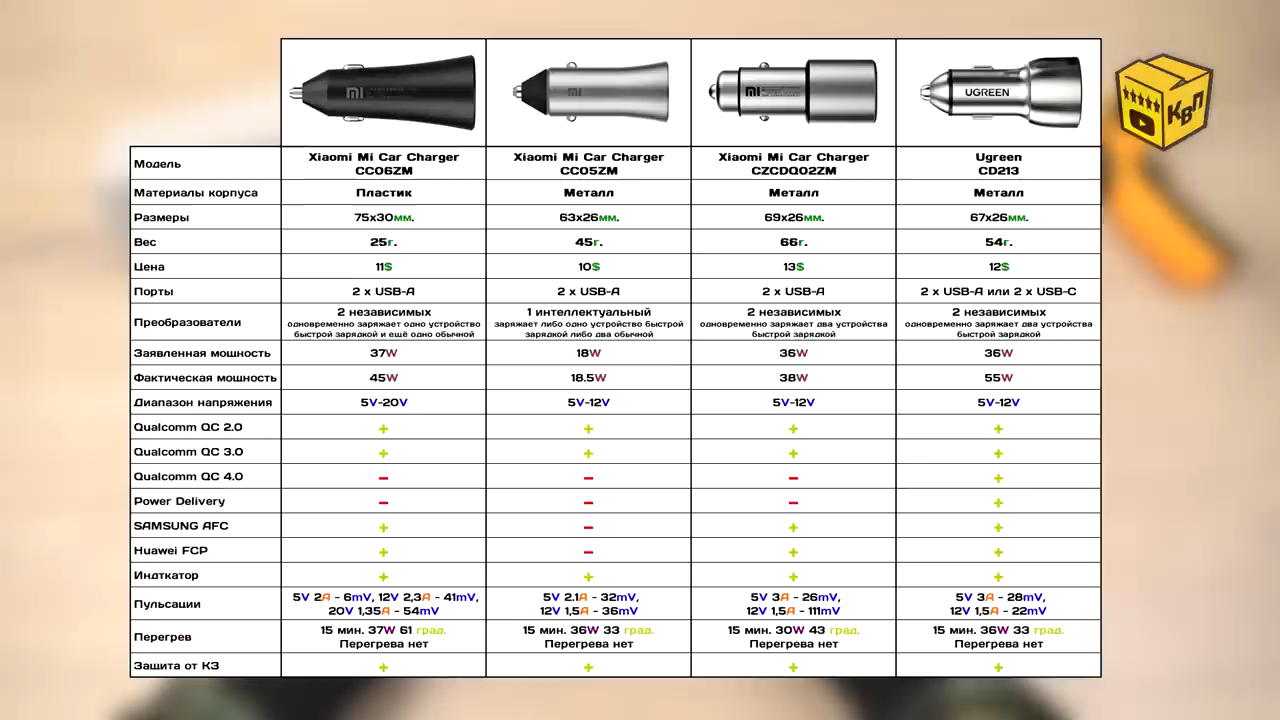 mi
mi
mi
UGREEN
КВП
Модель
Xiaomi Mi Car Charger
CC06ZM
Xiaomi Mi Car Charger
CC05ZM
Xiaomi Mi Car Charger
CZCDQ02ZM
Ugreen
CD213
Материалы корпуса Пластик Металл Металл Металл
Размеры 75x30мм. 63x26мм. 69x26мм. 67x26мм.
Вес 25г. 45г. 66г. 54г.
Цена 11$ 10$ 13$ 12$
Порты 2 x USB-A 2 x USB-A 2 x USB-A 2 x USB-A или 2 x USB-C
Преобразователи
2 независимых
одновременно заряжает одно устройство
быстрой зарядкой и ещё одно обычной
1 интеллектуальный
заряжает либо одно устройство быстрой
зарядкой либо два обычной
2 независимых
одновременно заряжает два устройства
быстрой зарядкой
2 независимых
одновременно заряжает два устройства
быстрой зарядкой
Заявленная мощность 37W 18W 36W 36W
Фактическая мощность 45W 18.5W 38W 55W
Диапазон напряжения 5V-20V 5V-12V 5V-12V 5V-12V
Qualcomm QC 2.0 + + + +
Qualcomm QC 3.0 + + + +
Qualcomm QC 4.0 - - - +
Power Delivery - - - +
SAMSUNG AFC + - + +
Huawei FCP + - + +
Индткатор + + + +
Пульсации
5V 2A - 6mV, 12V 2,3A - 41mV,
20V 1,35A - 54mV
5V 2.1A - 32mV,
12V 1,5A - 36mV
5V 3A - 26mV,
12V 1,5A - 111mV
5V 3A - 28mV,
12V 1,5A - 22mV
Перегрев
15 мин. 37W 61 град.
Перегрева нет
15 мин. 36W 33 град.
Перегрева нет
15 мин. 30W 43 град.
Перегрева нет
15 мин. 36W 33 град.
Перегрева нет
Зашита от КЗ + + + +